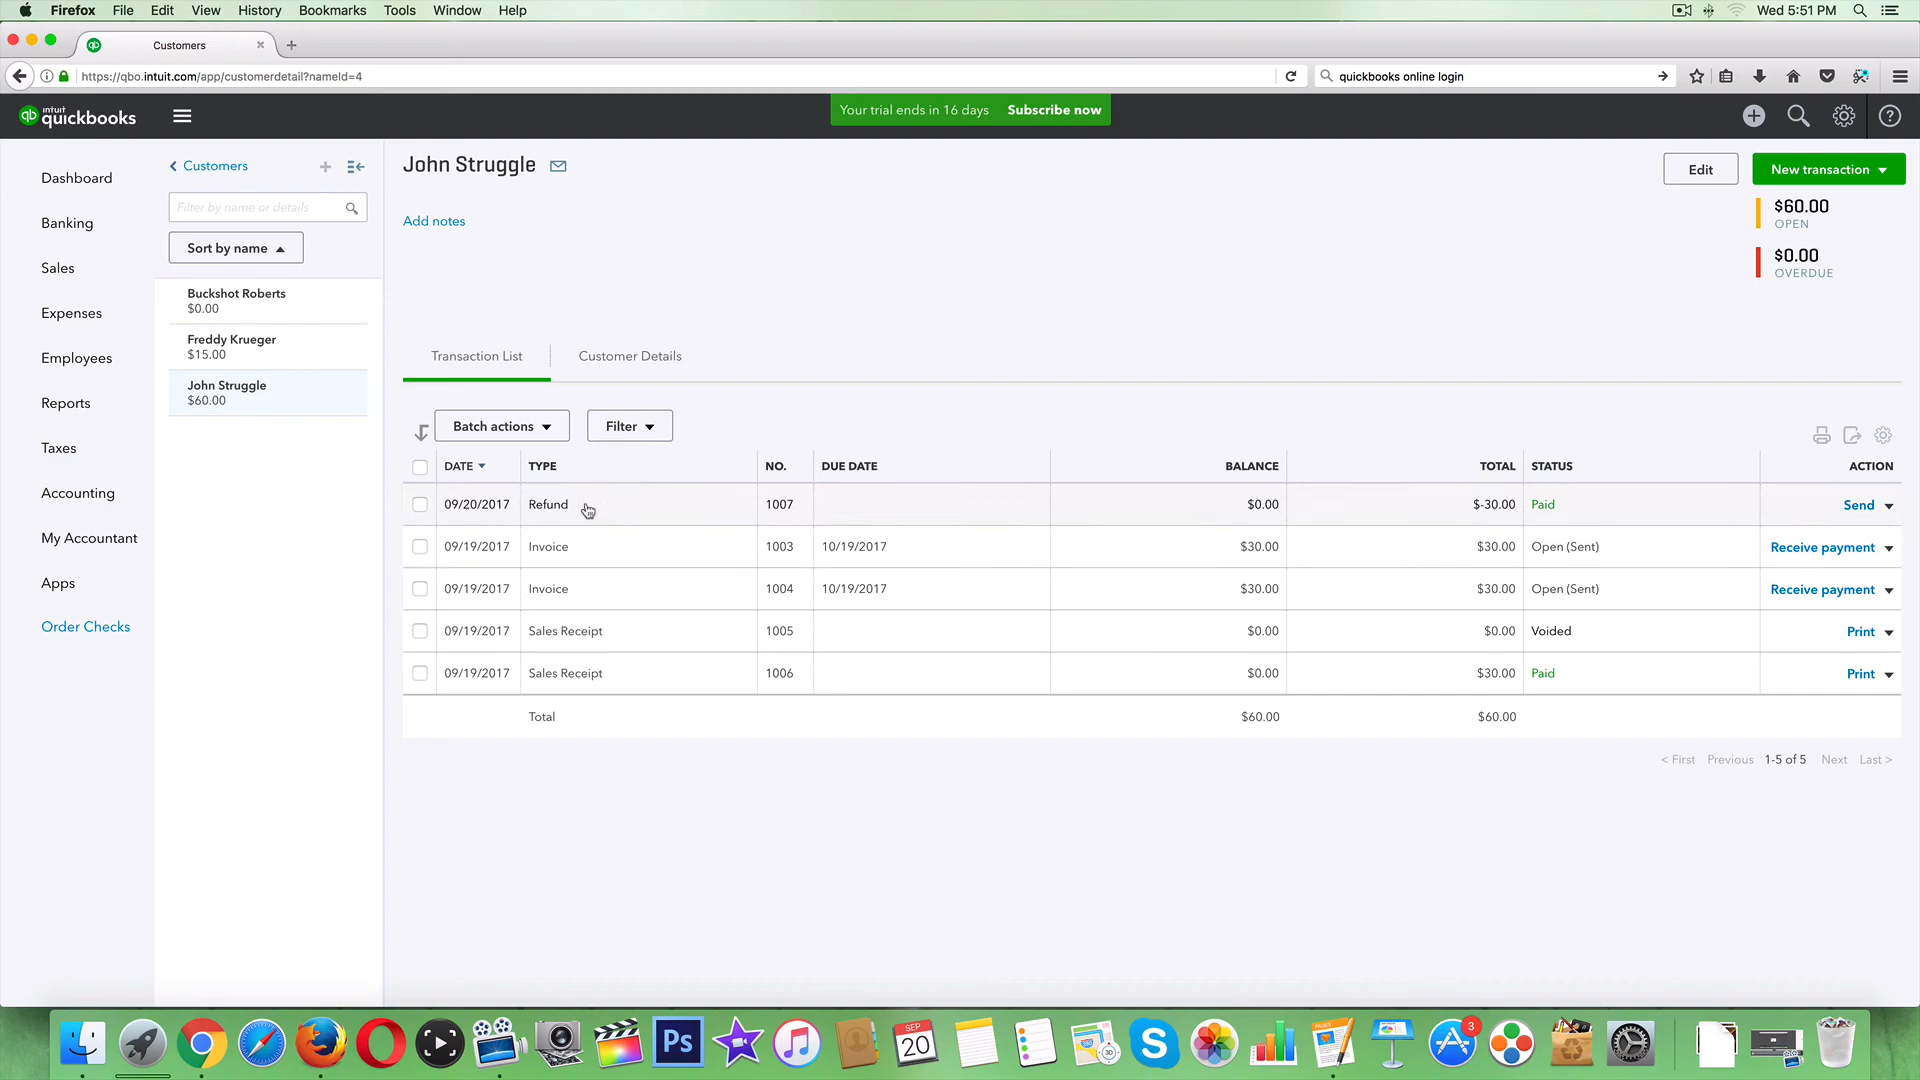 Firefox File Edit View History Bookmarks Tools Window Help Wed 5:51 PM
Customers
https://qbo.intuit.com/app/customerdetail?nameId=4 quickbooks online login
intuit quickbooks Your trial ends in 16 days Subscribe now
Dashboard
Banking
Sales
Expenses
Employees
Reports
Taxes
Accounting
My Accountant
Apps
Order Checks
Customers
Filter by name or details
Sort by name
Buckshot Roberts
$0.00
Freddy Krueger
$15.00
John Struggle
$60.00
John Struggle
Edit New transaction
Add notes
$60.00
OPEN
$0.00
OVERDUE
Transaction List Customer Details
Batch actions Filter
DATE TYPE NO. DUE DATE BALANCE TOTAL STATUS ACTION
09/20/2017 Refund 1007 $0.00 $-30.00 Paid Send
09/19/2017 Invoice 1003 10/19/2017 $30.00 $30.00 Open (Sent) Receive payment
09/19/2017 Invoice 1004 10/19/2017 $30.00 $30.00 Open (Sent) Receive payment
09/19/2017 Sales Receipt 1005 $0.00 $0.00 Voided Print
09/19/2017 Sales Receipt 1006 $0.00 $30.00 Paid Print
Total $60.00 $60.00
< First Previous 1-5 of 5 Next Last >
Ps
SEP
20
PAGES
3